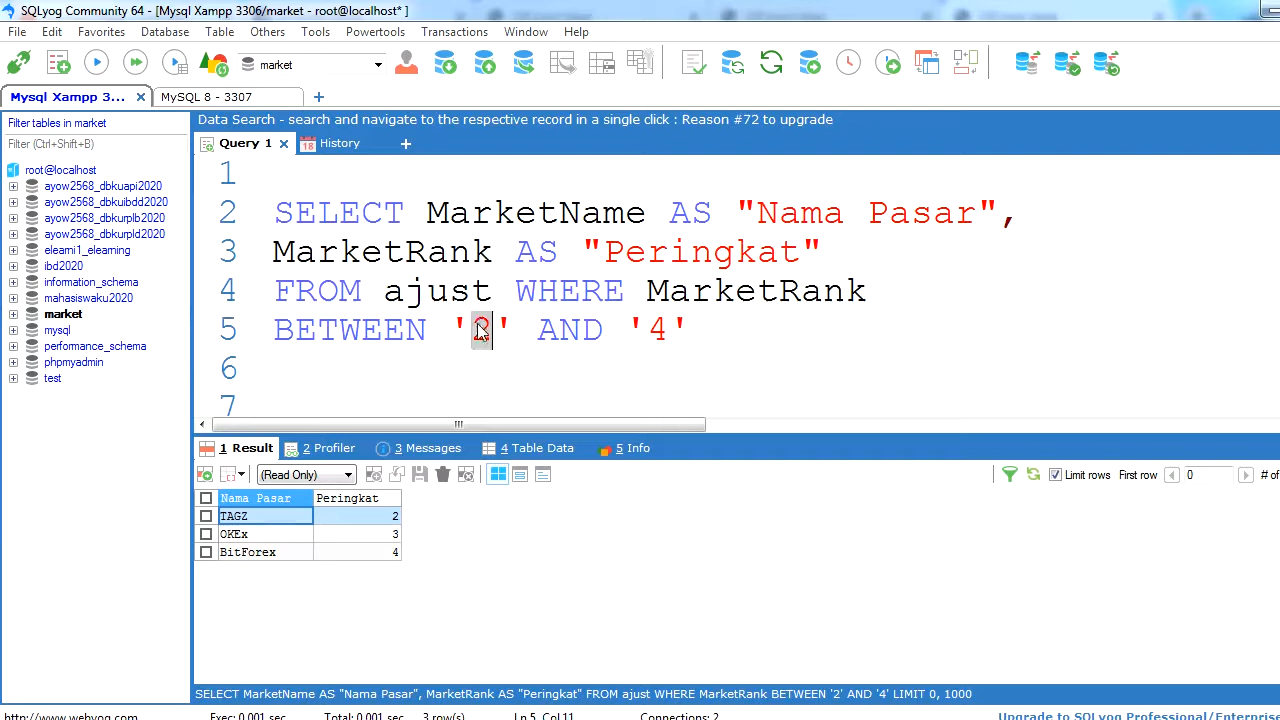 SQLyog Community 64 - [Mysql Xampp 3306/market - root@localhost* ]
File Edit Favorites Database Table Others Tools Powertools Transactions Window Help
market
Mysql Xampp 3... MySQL 8 - 3307
Filter tables in market
Filter (Ctrl+Shift+B)
root@localhost
ayow2568_dbkuapi2020
ayow2568_dbkuibdd2020
ayow2568_dbkurplb2020
ayow2568_dbkurpld2020
elearni1_elearning
ibd2020
information_schema
mahasiswaku2020
market
mysql
performance_schema
phpmyadmin
test
Data Search - search and navigate to the respective record in a single click : Reason #72 to upgrade
Query 1 18 History
1
2 SELECT MarketName AS "Nama Pasar",
3 MarketRank AS "Peringkat"
4 FROM ajust WHERE MarketRank
5 BETWEEN '2' AND '4'
6
7
1 Result 2 Profiler 3 Messages 4 Table Data 5 Info
(Read Only) Limit rows First row 0 # of
Nama Pasar Peringkat
TAGZ 2
OKEx 3
BitForex 4
SELECT MarketName AS "Nama Pasar", MarketRank AS "Peringkat" FROM ajust WHERE MarketRank BETWEEN '2' AND '4' LIMIT 0, 1000
http://www.webyog.com Exec: 0.001 sec Total: 0.001 sec 3 row(s) Ln 5, Col 11 Connections: 2 Upgrade to SQLyog Professional/Enterprise